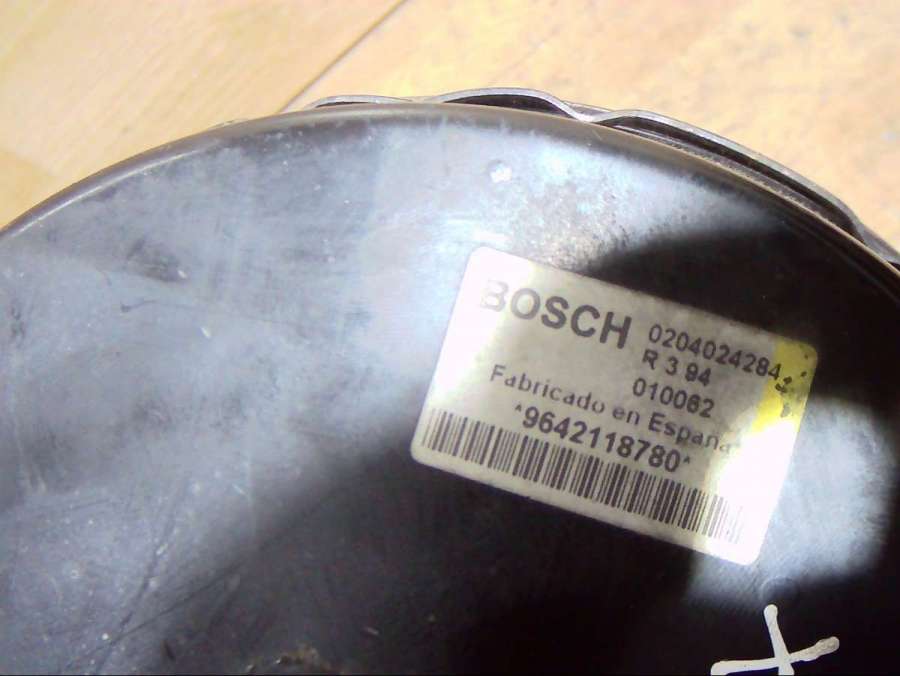 BOSCH
0204024284
R 3 94
010062
Fabricado en España
*9642118780*